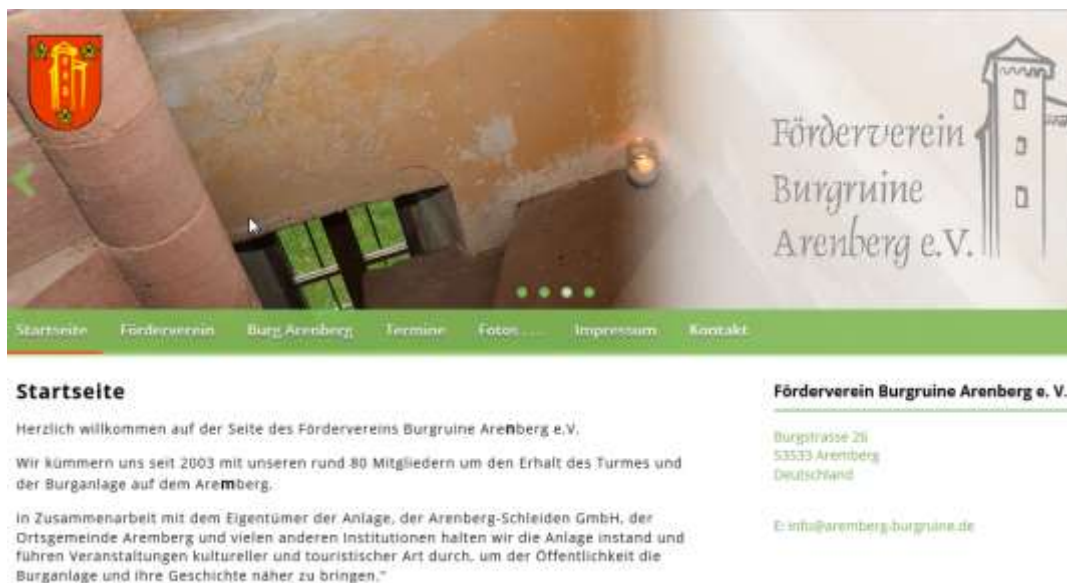 Förderverein
Burgruine
Arenberg e.V.
Startseite Förderverein Burg Arenberg Termine Fotos .... Impressum Kontakt
Startseite
Herzlich willkommen auf der Seite des Fördervereins Burgruine Arenberg e.V.
Wir kümmern uns seit 2003 mit unseren rund 80 Mitgliedern um den Erhalt des Turmes und
der Burganlage auf dem Aremberg.
In Zusammenarbeit mit dem Eigentümer der Anlage, der Arenberg-Schleiden GmbH, der
Ortsgemeinde Aremberg und vielen anderen Institutionen halten wir die Anlage instand und
führen Veranstaltungen kultureller und touristischer Art durch, um der Öffentlichkeit die
Burganlage und ihre Geschichte näher zu bringen."
Förderverein Burgruine Arenberg e. V.
Burgstrasse 26
53533 Aremberg
Deutschland
E: info@aremberg-burgruine.de